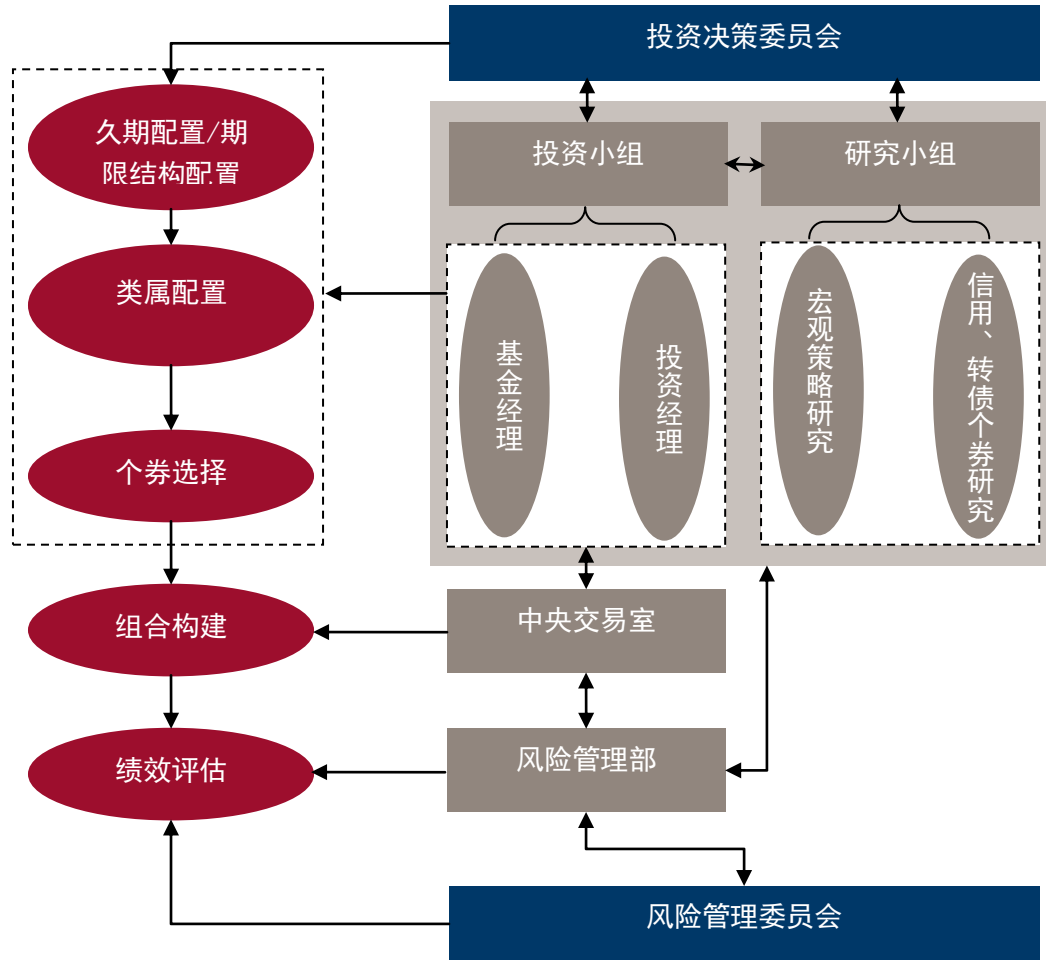 投资决策委员会
久期配置/期
限结构配置
投资小组
研究小组
类属配置
基金经理
投资经理
宏观策略研究
信用、转债个券研究
个券选择
组合构建
中央交易室
绩效评估
风险管理部
风险管理委员会